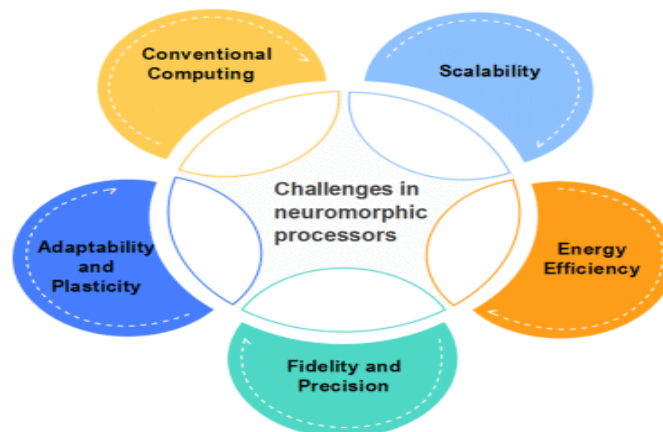 Conventional
Computing
Scalability
Challenges in
neuromorphic
processors
Adaptability
and
Plasticity
Energy
Efficiency
Fidelity and
Precision